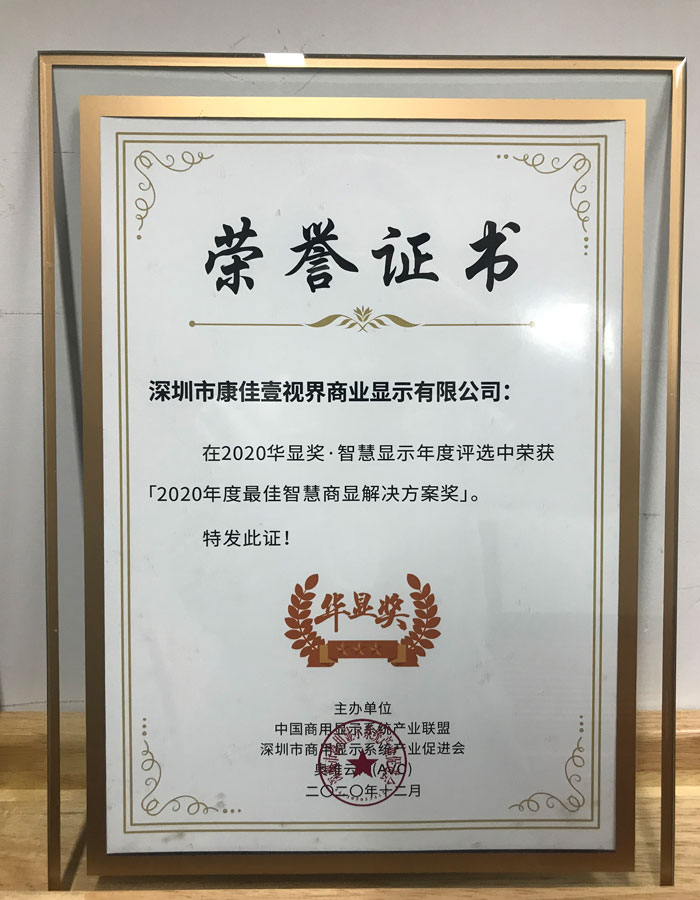 荣誉证书
深圳市康佳壹视界商业显示有限公司：
在2020华显奖·智慧显示年度评选中荣获
「2020年度最佳智慧商显解决方案奖」。
特发此证！
华显奖
主办单位
中国商用显示系统产业联盟
深圳市商用显示系统产业促进会
奥维云网(AVC)
二〇二〇年十二月